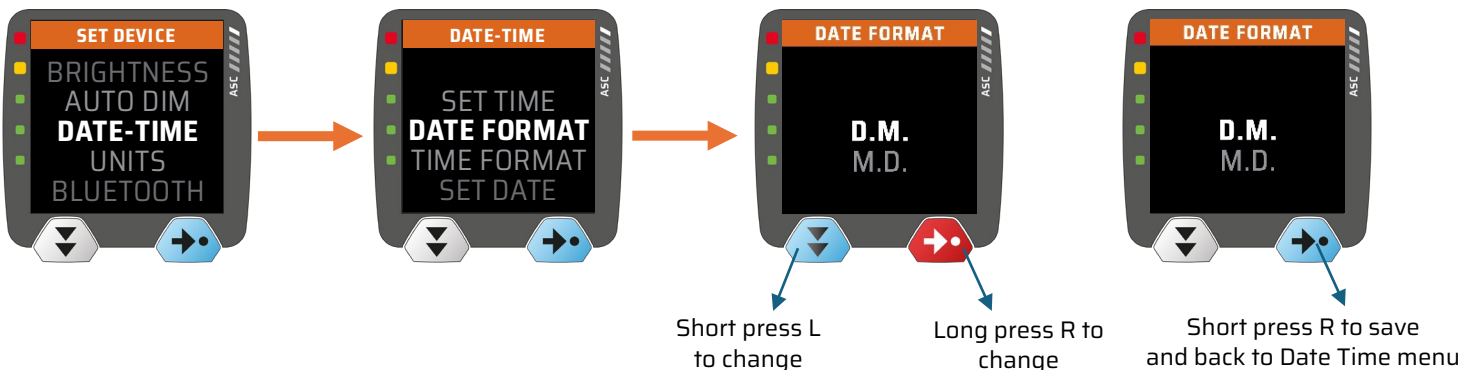 SET DEVICE
BRIGHTNESS
AUTO DIM
DATE-TIME
UNITS
BLUETOOTH
ASC
DATE-TIME
SET TIME
DATE FORMAT
TIME FORMAT
SET DATE
ASC
DATE FORMAT
D.M.
M.D.
ASC
Short press L
to change
Long press R to
change
DATE FORMAT
D.M.
M.D.
ASC
Short press R to save
and back to Date Time menu